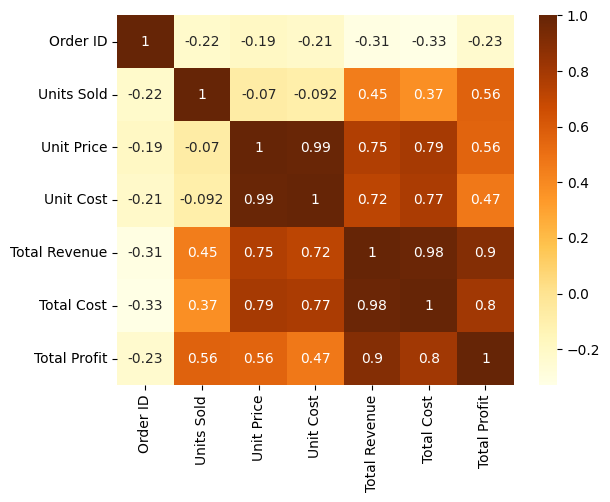 Order ID 1 -0.22 -0.19 -0.21 -0.31 -0.33 -0.23
Units Sold -0.22 1 -0.07 -0.092 0.45 0.37 0.56
Unit Price -0.19 -0.07 1 0.99 0.75 0.79 0.56
Unit Cost -0.21 -0.092 0.99 1 0.72 0.77 0.47
Total Revenue -0.31 0.45 0.75 0.72 1 0.98 0.9
Total Cost -0.33 0.37 0.79 0.77 0.98 1 0.8
Total Profit -0.23 0.56 0.56 0.47 0.9 0.8 1
Order ID
Units Sold
Unit Price
Unit Cost
Total Revenue
Total Cost
Total Profit
1.0
0.8
0.6
0.4
0.2
0.0
−0.2